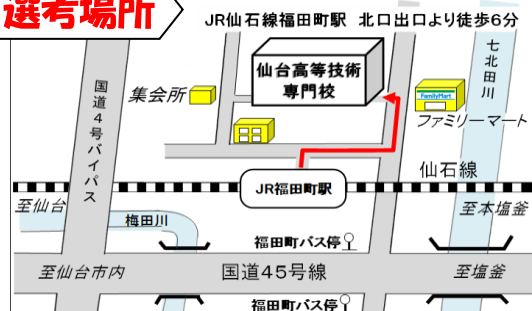 選考場所
JR仙石線福田町駅 北口出口より徒歩6分
仙台高等技術
専門校
集会所
国道4号バイパス
七北田川
FamilyMart
ファミリーマート
仙石線
JR福田町駅
至仙台
至本塩釜
梅田川
福田町バス停
至仙台市内
国道45号線
至塩釜
福田町バス停